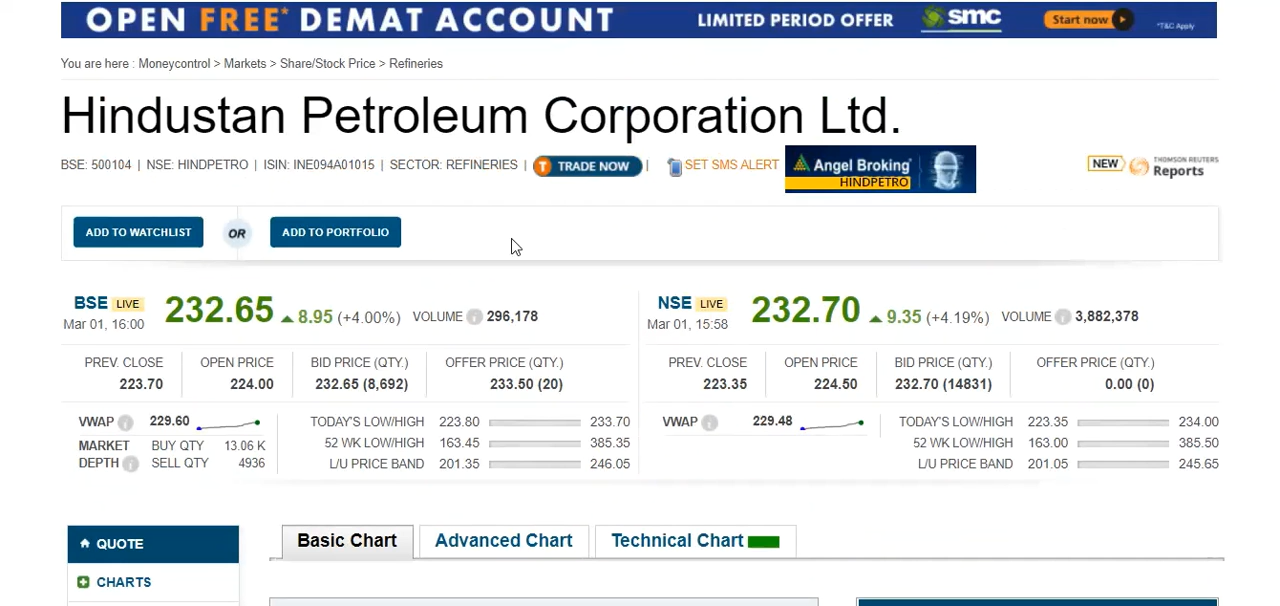 OPEN FREE* DEMAT ACCOUNT LIMITED PERIOD OFFER smc Start now *T&C Apply
You are here : Moneycontrol > Markets > Share/Stock Price > Refineries
Hindustan Petroleum Corporation Ltd.
BSE: 500104 | NSE: HINDPETRO | ISIN: INE094A01015 | SECTOR: REFINERIES | T TRADE NOW | SET SMS ALERT Angel Broking HINDPETRO NEW THOMSON REUTERS Reports
ADD TO WATCHLIST OR ADD TO PORTFOLIO
BSE LIVE 232.65 8.95 (+4.00%) VOLUME i 296,178
Mar 01, 16:00
PREV. CLOSE OPEN PRICE BID PRICE (QTY.) OFFER PRICE (QTY.)
223.70 224.00 232.65 (8,692) 233.50 (20)
VWAP i 229.60 TODAY'S LOW/HIGH 223.80 233.70
MARKET DEPTH i BUY QTY 13.06 K 52 WK LOW/HIGH 163.45 385.35
SELL QTY 4936 L/U PRICE BAND 201.35 246.05
NSE LIVE 232.70 9.35 (+4.19%) VOLUME i 3,882,378
Mar 01, 15:58
PREV. CLOSE OPEN PRICE BID PRICE (QTY.) OFFER PRICE (QTY.)
223.35 224.50 232.70 (14831) 0.00 (0)
VWAP i 229.48 TODAY'S LOW/HIGH 223.35 234.00
52 WK LOW/HIGH 163.00 385.50
L/U PRICE BAND 201.05 245.65
QUOTE
CHARTS
Basic Chart Advanced Chart Technical Chart